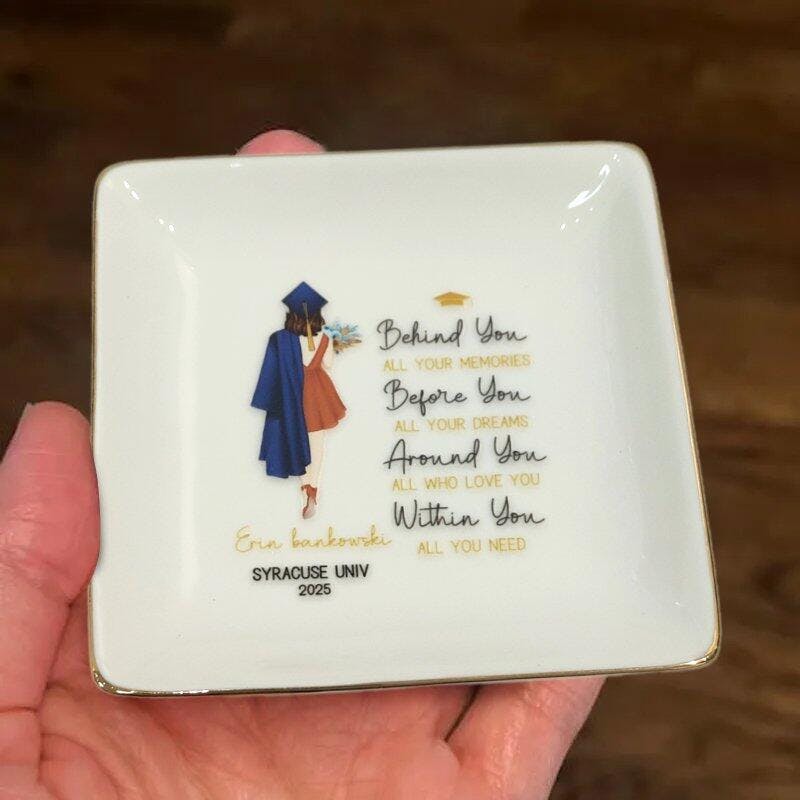 Behind You
ALL YOUR MEMORIES
Before You
ALL YOUR DREAMS
Around You
ALL WHO LOVE YOU
Within You
ALL YOU NEED
Erin bankowski
SYRACUSE UNIV
2025